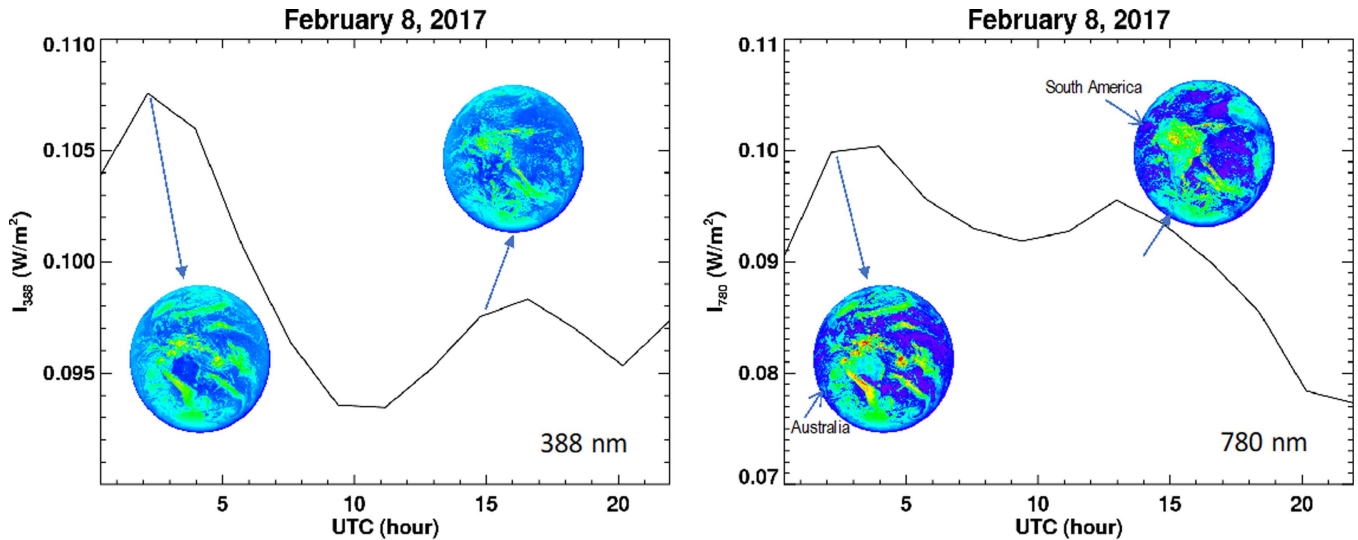 February 8, 2017
0.110
0.105
0.100
0.095
I388 (W/m2)
5
10
15
20
UTC (hour)
388 nm
February 8, 2017
0.11
0.10
0.09
0.08
0.07
I780 (W/m2)
South America
Australia
5
10
15
20
UTC (hour)
780 nm